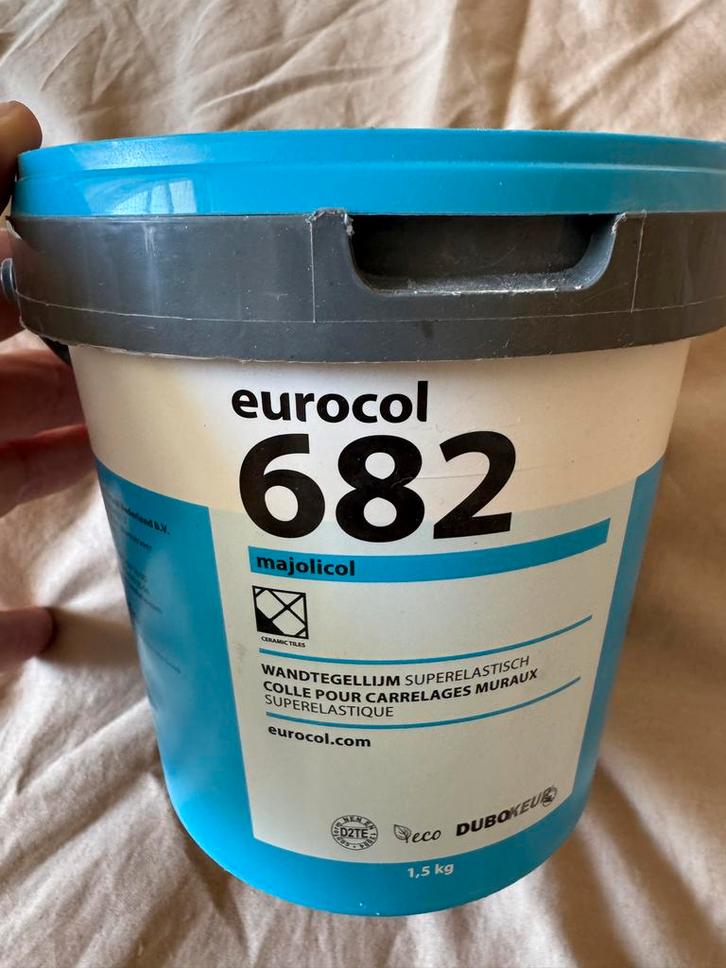 eurocol
682
majolicol
CERAMIC TILES
WANDTEGELLIJM SUPERELASTISCH
COLLE POUR CARRELAGES MURAUX
SUPERELASTIQUE
eurocol.com
D2TE
eco
DUBOKEUR
1,5 kg